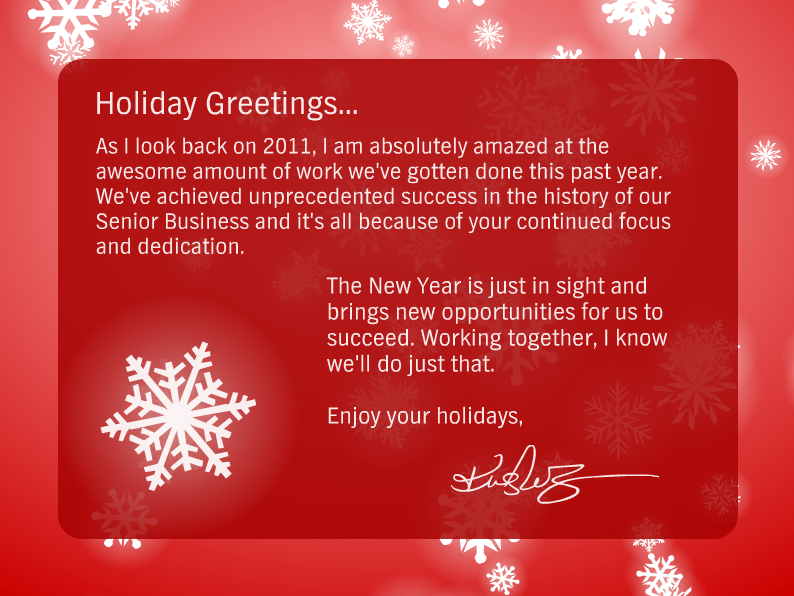 Holiday Greetings...
As I look back on 2011, I am absolutely amazed at the
awesome amount of work we've gotten done this past year.
We've achieved unprecedented success in the history of our
Senior Business and it's all because of your continued focus
and dedication.
The New Year is just in sight and
brings new opportunities for us to
succeed. Working together, I know
we'll do just that.
Enjoy your holidays,